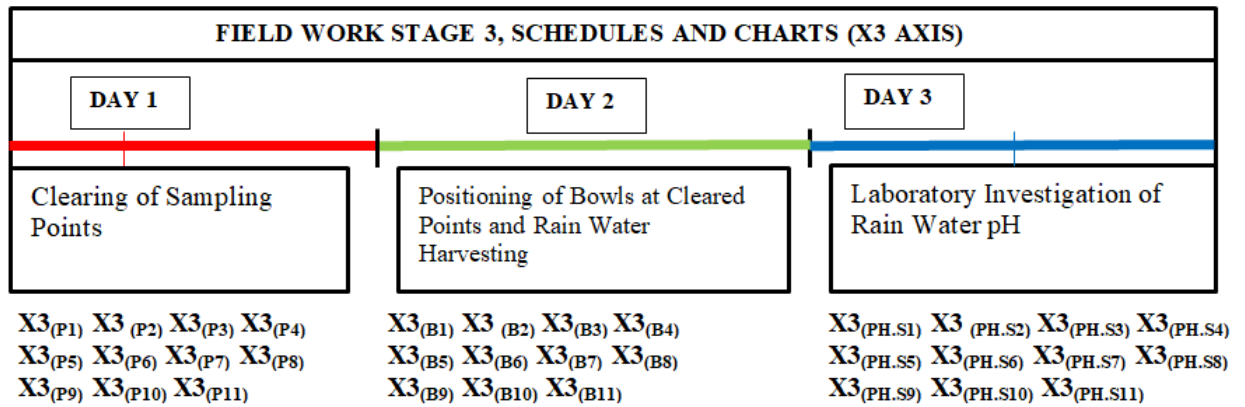 FIELD WORK STAGE 3, SCHEDULES AND CHARTS (X3 AXIS)
DAY 1
DAY 2
DAY 3
Clearing of Sampling
Points
Positioning of Bowls at Cleared
Points and Rain Water
Harvesting
Laboratory Investigation of
Rain Water pH
X3(P1) X3 (P2) X3(P3) X3(P4)
X3(P5) X3(P6) X3(P7) X3(P8)
X3(P9) X3(P10) X3(P11)
X3(B1) X3 (B2) X3(B3) X3(B4)
X3(B5) X3(B6) X3(B7) X3(B8)
X3(B9) X3(B10) X3(B11)
X3(PH.S1) X3 (PH.S2) X3(PH.S3) X3(PH.S4)
X3(PH.S5) X3(PH.S6) X3(PH.S7) X3(PH.S8)
X3(PH.S9) X3(PH.S10) X3(PH.S11)